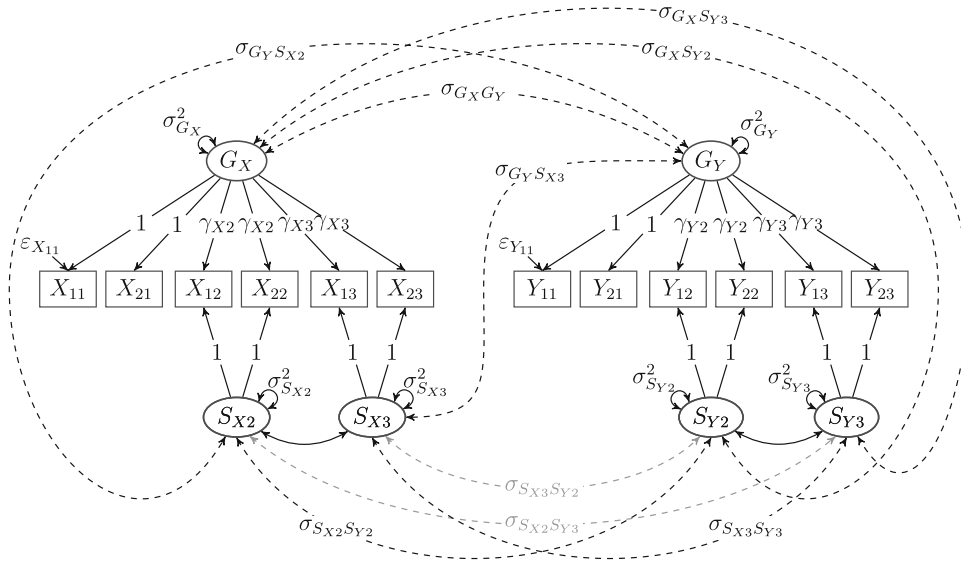 σ_{G_X S_{Y3}}
σ_{G_Y S_{X2}} σ_{G_X S_{Y2}}
σ_{G_X G_Y}
σ²_{G_X} σ²_{G_Y}
G_X σ_{G_Y S_{X3}} G_Y
1 1 γ_{X2} γ_{X2} γ_{X3} γ_{X3} 1 1 γ_{Y2} γ_{Y2} γ_{Y3} γ_{Y3}
ε_{X_{11}} ε_{Y_{11}}
X_{11} X_{21} X_{12} X_{22} X_{13} X_{23} Y_{11} Y_{21} Y_{12} Y_{22} Y_{13} Y_{23}
1 1 1 1 1 1 1 1
σ²_{S_{X2}} σ²_{S_{X3}} σ²_{S_{Y2}} σ²_{S_{Y3}}
S_{X2} S_{X3} S_{Y2} S_{Y3}
σ_{S_{X3} S_{Y2}}
σ_{S_{X2} S_{Y2}} σ_{S_{X2} S_{Y3}} σ_{S_{X3} S_{Y3}}